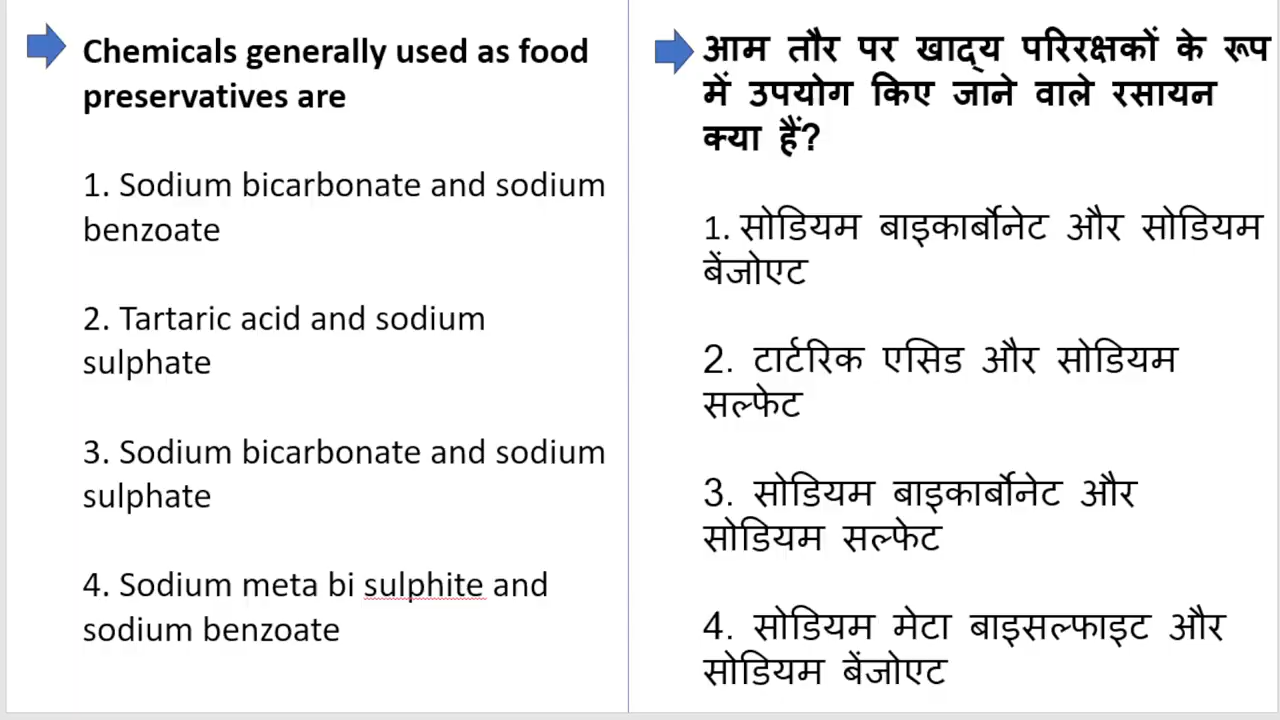 Chemicals generally used as food
preservatives are
1. Sodium bicarbonate and sodium
benzoate
2. Tartaric acid and sodium
sulphate
3. Sodium bicarbonate and sodium
sulphate
4. Sodium meta bi sulphite and
sodium benzoate
आम तौर पर खाद्य परिरक्षकों के रूप
में उपयोग किए जाने वाले रसायन
क्या हैं?
1. सोडियम बाइकार्बोनेट और सोडियम
बेंजोएट
2. टार्टरिक एसिड और सोडियम
सल्फेट
3. सोडियम बाइकार्बोनेट और
सोडियम सल्फेट
4. सोडियम मेटा बाइसल्फाइट और
सोडियम बेंजोएट